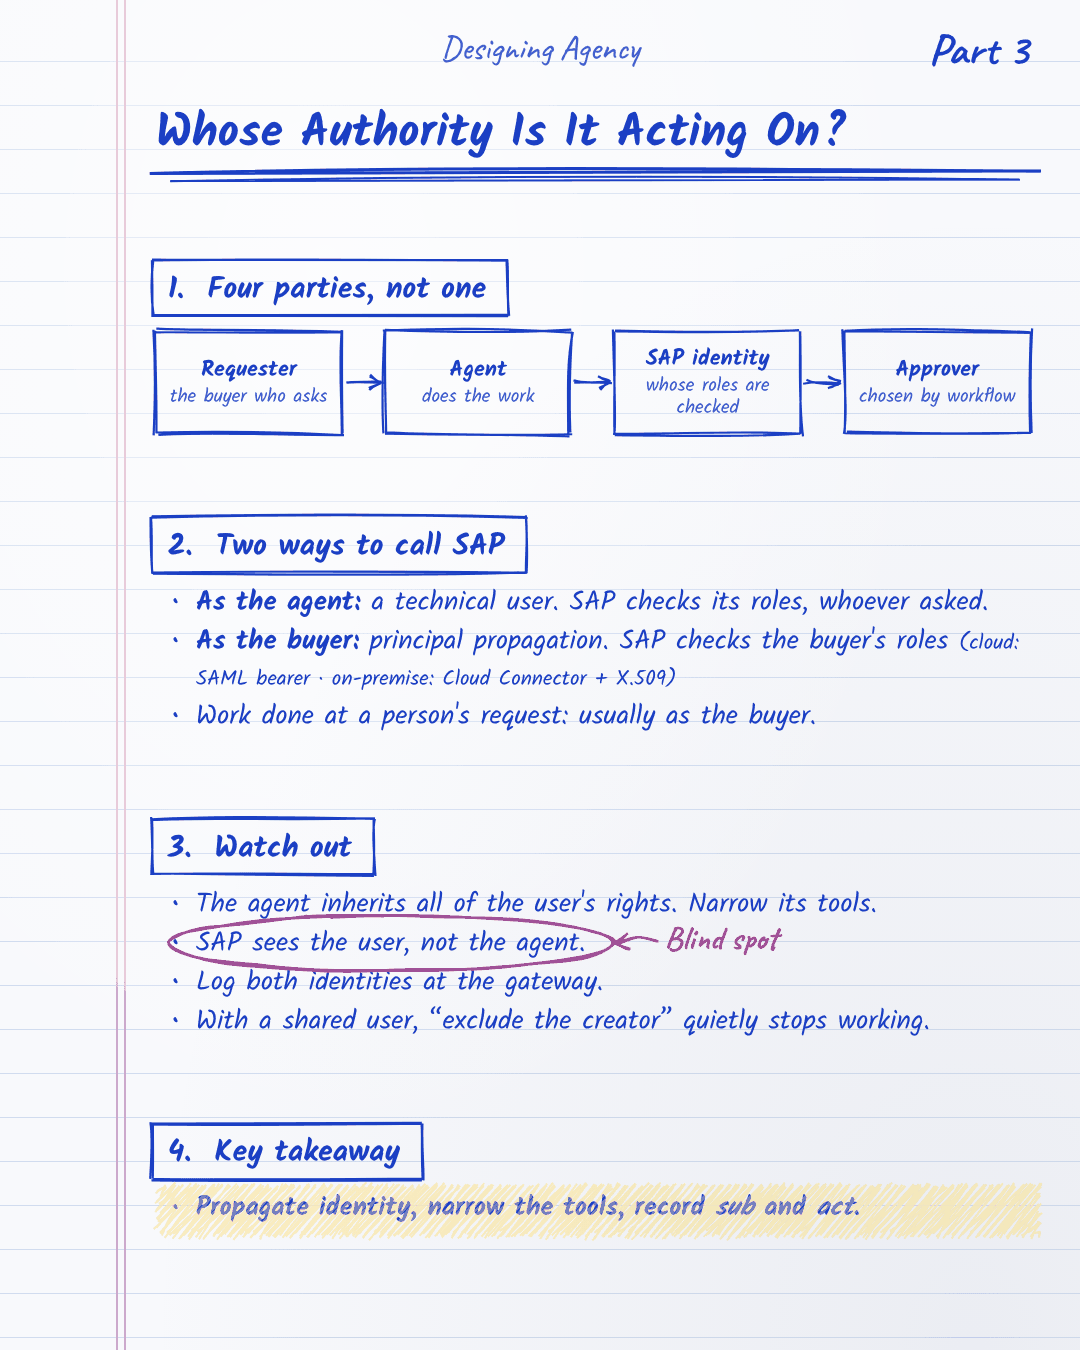 Designing Agency
Part 3
Whose Authority Is It Acting On?
1. Four parties, not one
Requester
the buyer who asks
Agent
does the work
SAP identity
whose roles are
checked
Approver
chosen by workflow
2. Two ways to call SAP
· As the agent: a technical user. SAP checks its roles, whoever asked.
· As the buyer: principal propagation. SAP checks the buyer's roles (cloud:
SAML bearer · on-premise: Cloud Connector + X.509)
· Work done at a person's request: usually as the buyer.
3. Watch out
· The agent inherits all of the user's rights. Narrow its tools.
· SAP sees the user, not the agent.
Blind spot
· Log both identities at the gateway.
· With a shared user, “exclude the creator” quietly stops working.
4. Key takeaway
· Propagate identity, narrow the tools, record sub and act.